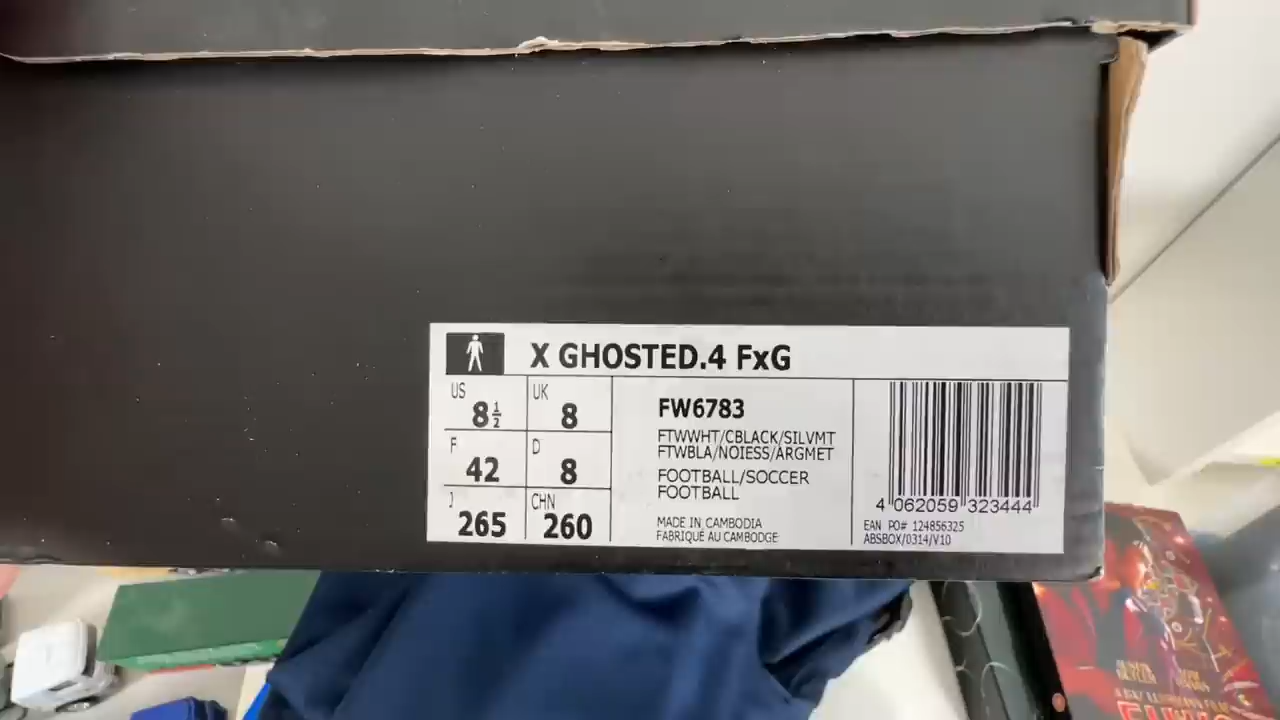 X GHOSTED.4 FxG
US 8½
UK 8
F 42
D 8
J 265
CHN 260
FW6783
FTWWHT/CBLACK/SILVMT
FTWBLA/NOIESS/ARGMET
FOOTBALL/SOCCER
FOOTBALL
MADE IN CAMBODIA
FABRIQUÉ AU CAMBODGE
4 062059 323444
EAN PO# 124856325
ABSBOX/0314/V10